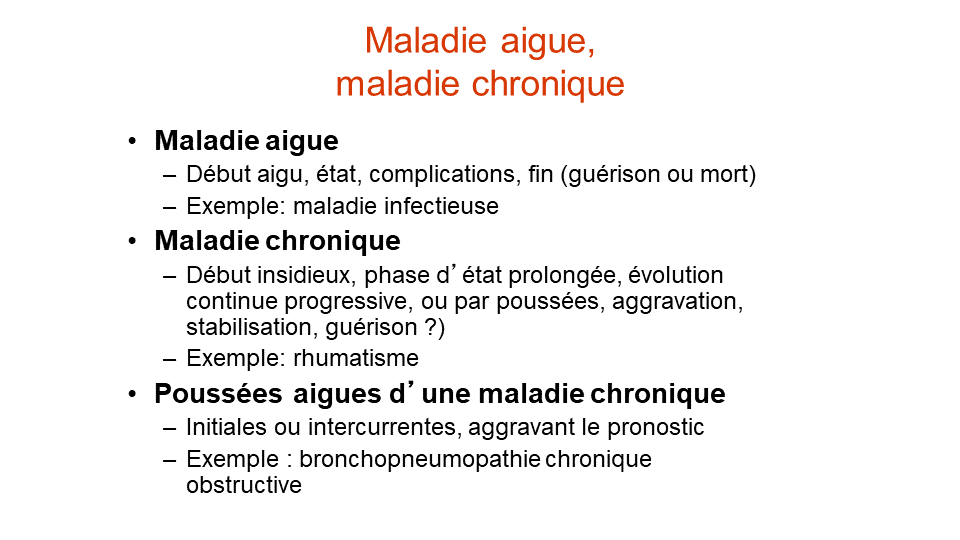 Maladie aigue,
maladie chronique
• Maladie aigue
– Début aigu, état, complications, fin (guérison ou mort)
– Exemple: maladie infectieuse
• Maladie chronique
– Début insidieux, phase d’ état prolongée, évolution
continue progressive, ou par poussées, aggravation,
stabilisation, guérison ?)
– Exemple: rhumatisme
• Poussées aigues d’ une maladie chronique
– Initiales ou intercurrentes, aggravant le pronostic
– Exemple : bronchopneumopathie chronique
obstructive